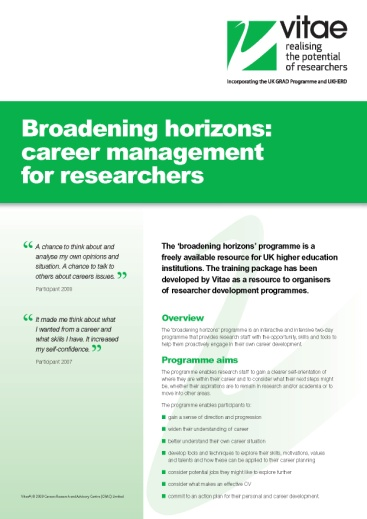 vitae
realising
the potential
of researchers
Incorporating the UK GRAD Programme and UKHERD
Broadening horizons:
career management
for researchers
“ A chance to think about and
analyse my own opinions and
situation. A chance to talk to
others about careers issues. ”
Participant 2009
“ It made me think about what
I wanted from a career and
what skills I have. It increased
my self-confidence. ”
Participant 2007
The ‘broadening horizons’ programme is a
freely available resource for UK higher education
institutions. The training package has been
developed by Vitae as a resource to organisers
of researcher development programmes.
Overview
The ‘broadening horizons’ programme is an interactive and intensive two-day
programme that provides research staff with the opportunity, skills and tools to
help them proactively engage in their own career development.
Programme aims
The programme enables research staff to gain a clearer self-orientation of
where they are within their career and to consider what their next steps might
be, whether their aspirations are to remain in research and/or academia or to
move into other areas.
The programme enables participants to:
■ gain a sense of direction and progression
■ widen their understanding of career
■ better understand their own career situation
■ develop tools and techniques to explore their skills, motivations, values
and talents and how these can be applied to their career planning
■ consider potential jobs they might like to explore further
■ consider what makes an effective CV
■ commit to an action plan for their personal and career development.
Vitae®, © 2009 Careers Research and Advisory Centre (CRAC) Limited